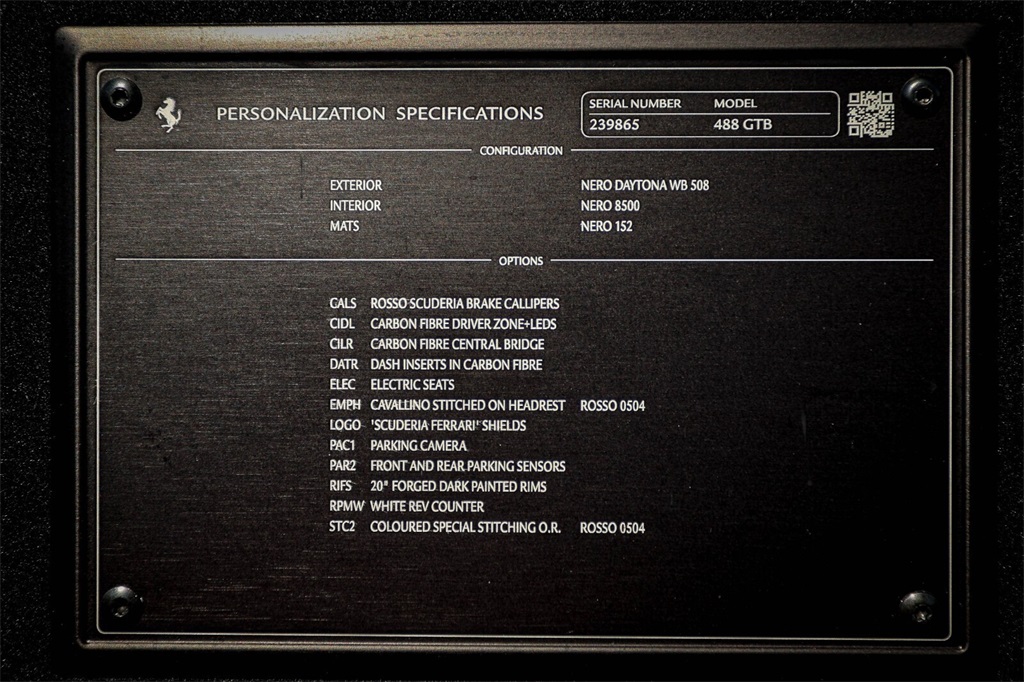 PERSONALIZATION SPECIFICATIONS
SERIAL NUMBER MODEL
239865 488 GTB
CONFIGURATION
EXTERIOR NERO DAYTONA WB 508
INTERIOR NERO 8500
MATS NERO 152
OPTIONS
CALS ROSSO SCUDERIA BRAKE CALLIPERS
CIDL CARBON FIBRE DRIVER ZONE+LEDS
CILR CARBON FIBRE CENTRAL BRIDGE
DATR DASH INSERTS IN CARBON FIBRE
ELEC ELECTRIC SEATS
EMPH CAVALLINO STITCHED ON HEADREST ROSSO 0504
LOGO 'SCUDERIA FERRARI' SHIELDS
PAC1 PARKING CAMERA
PAR2 FRONT AND REAR PARKING SENSORS
RIFS 20" FORGED DARK PAINTED RIMS
RPMW WHITE REV COUNTER
STC2 COLOURED SPECIAL STITCHING O.R. ROSSO 0504